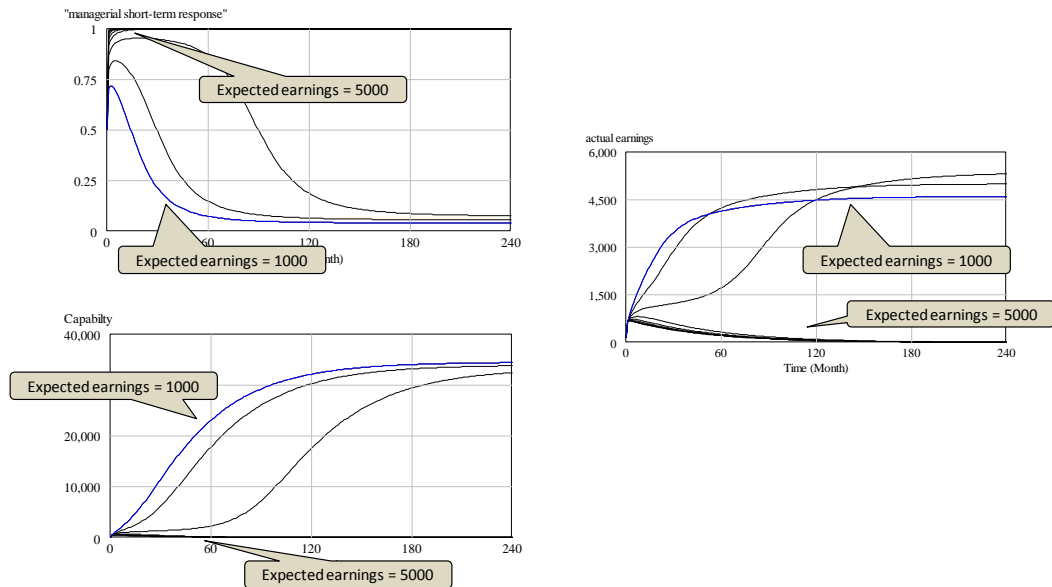 "managerial short-term response"
1
0.75
0.5
0.25
0
0 60 120 180 240
Expected earnings = 5000
Expected earnings = 1000
Capabilty
40,000
20,000
10,000
0
0 60 120 180 240
Expected earnings = 1000
Expected earnings = 5000
actual earnings
6,000
4,500
3,000
1,500
0
0 60 120 180 240
Time (Month)
Expected earnings = 1000
Expected earnings = 5000